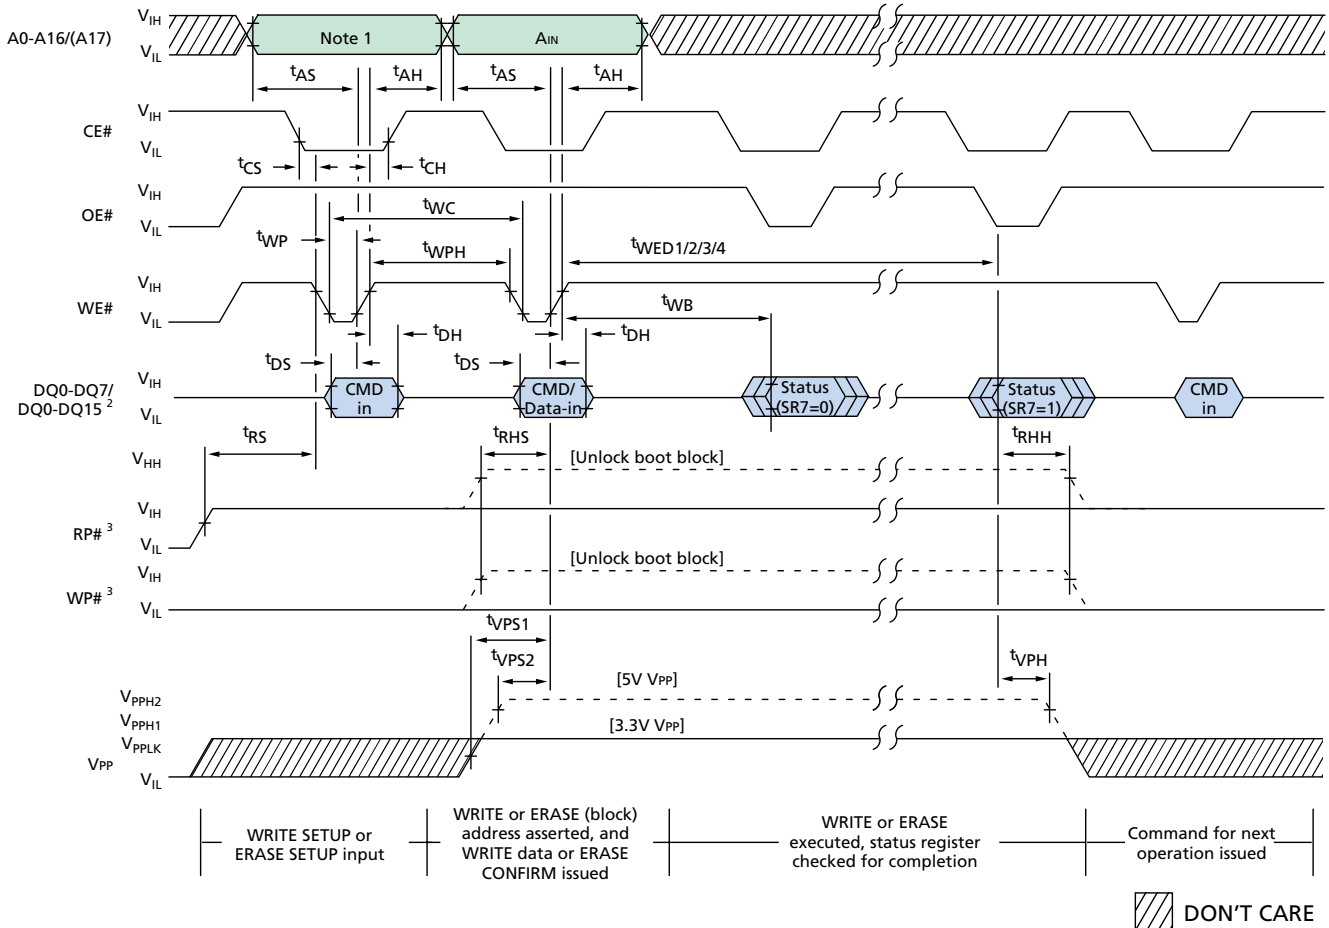 A0-A16/(A17)
VIH
VIL
Note 1
AIN
tAS
tAH
tAS
tAH
CE#
VIH
VIL
tCS
tCH
OE#
VIH
VIL
tWC
tWP
tWPH
tWED1/2/3/4
WE#
VIH
VIL
tWB
tDH
tDH
tDS
tDS
DQ0-DQ7/
DQ0-DQ15 2
VIH
VIL
CMD
in
CMD/
Data-in
Status
(SR7=0)
Status
(SR7=1)
CMD
in
tRS
tRHS
tRHH
VHH
[Unlock boot block]
RP# 3
VIH
VIL
[Unlock boot block]
WP# 3
VIH
VIL
tVPS1
tVPS2
tVPH
[5V VPP]
VPPH2
VPPH1
[3.3V VPP]
VPPLK
VPP
VIL
WRITE SETUP or
ERASE SETUP input
WRITE or ERASE (block)
address asserted, and
WRITE data or ERASE
CONFIRM issued
WRITE or ERASE
executed, status register
checked for completion
Command for next
operation issued
DON'T CARE